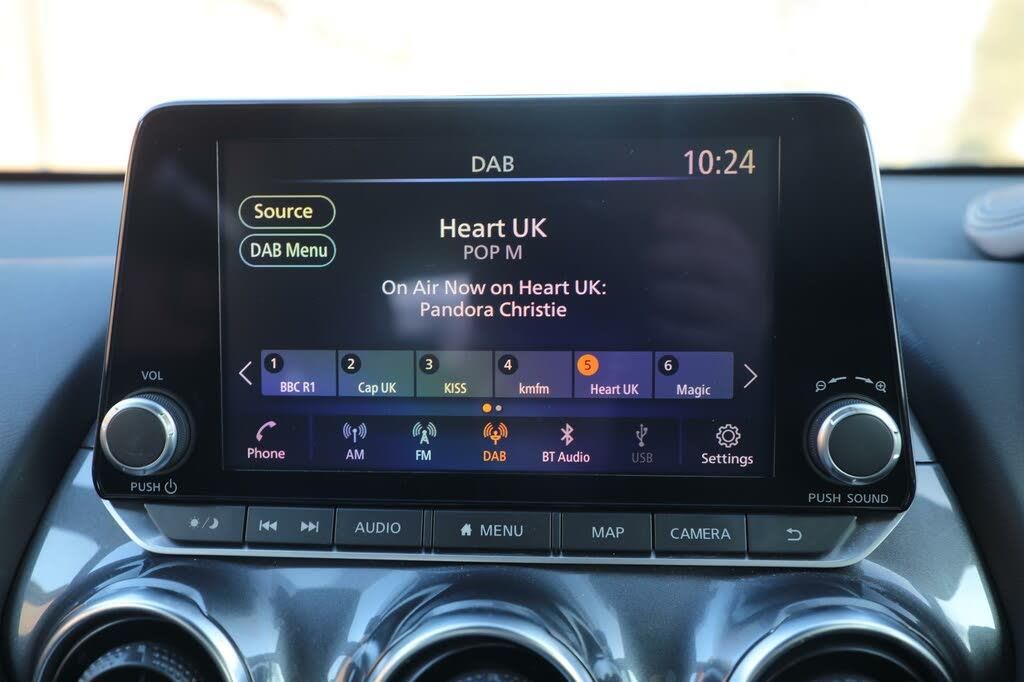 DAB
10:24
Source
DAB Menu
Heart UK
POP M
On Air Now on Heart UK:
Pandora Christie
1 2 3 4 5 6
BBC R1 Cap UK KISS kmfm Heart UK Magic
Phone AM FM DAB BT Audio USB Settings
VOL
PUSH
PUSH SOUND
AUDIO MENU MAP CAMERA